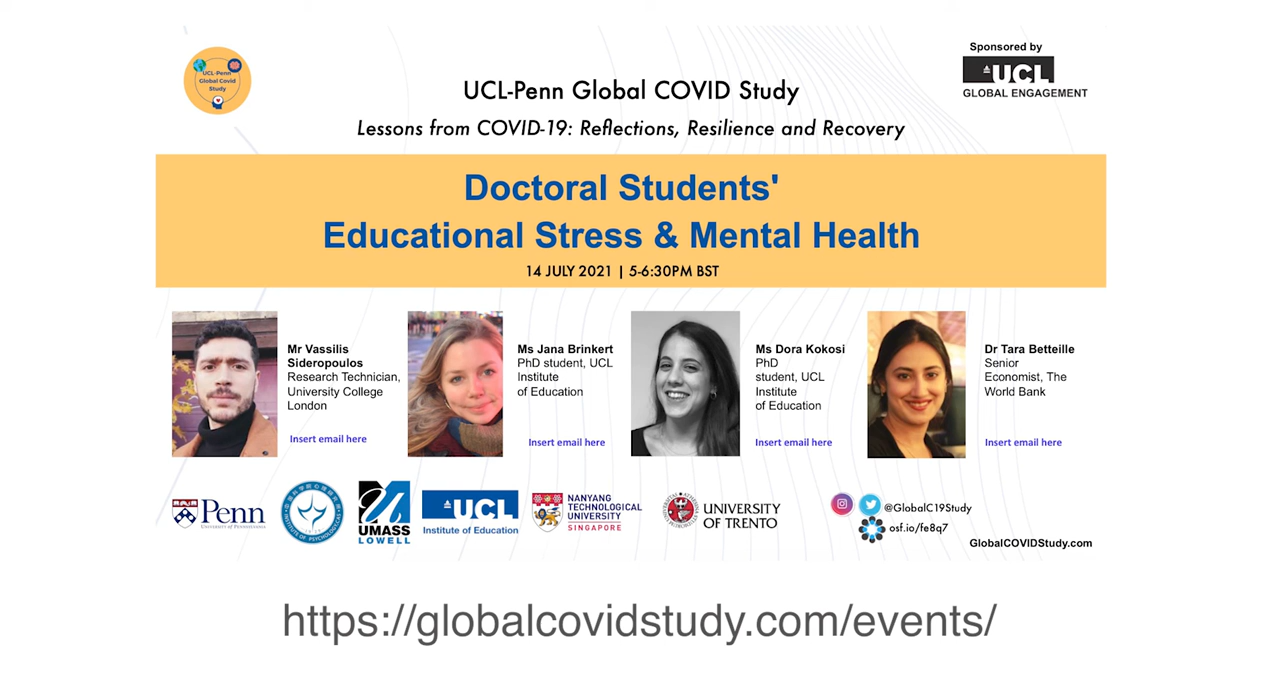 UCL-Penn
Global Covid
Study
Sponsored by
UCL
GLOBAL ENGAGEMENT
UCL-Penn Global COVID Study
Lessons from COVID-19: Reflections, Resilience and Recovery
Doctoral Students'
Educational Stress & Mental Health
14 JULY 2021 | 5-6:30PM BST
Mr Vassilis
Sideropoulos
Research Technician,
University College
London
Insert email here
Ms Jana Brinkert
PhD student, UCL
Institute
of Education
Insert email here
Ms Dora Kokosi
PhD
student, UCL
Institute
of Education
Insert email here
Dr Tara Betteille
Senior
Economist, The
World Bank
Insert email here
Penn
UNIVERSITY of PENNSYLVANIA
UMASS
LOWELL
UCL
Institute of Education
NANYANG
TECHNOLOGICAL
UNIVERSITY
SINGAPORE
UNIVERSITY
OF TRENTO
@GlobalC19Study
osf.io/fe8q7
GlobalCOVIDStudy.com
https://globalcovidstudy.com/events/